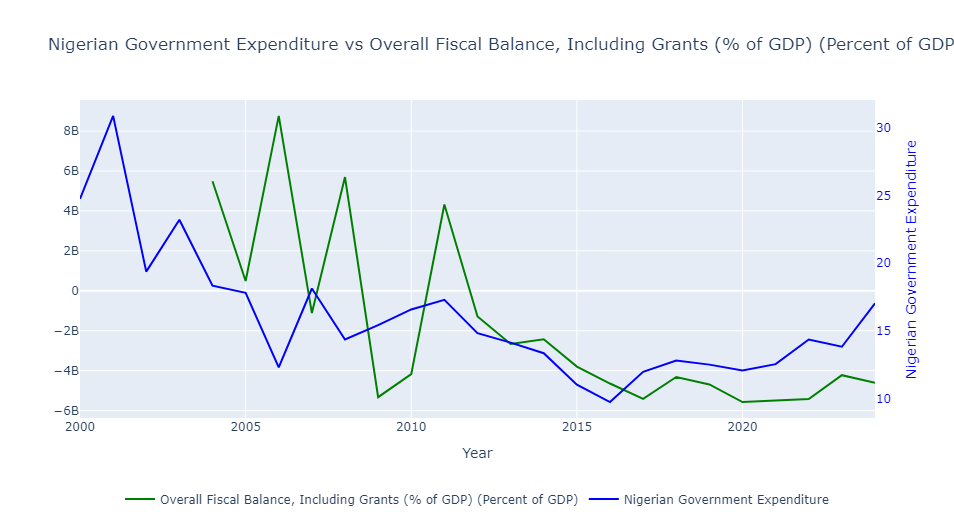 Nigerian Government Expenditure vs Overall Fiscal Balance, Including Grants (% of GDP) (Percent of GDP
8B
6B
4B
2B
0
−2B
−4B
−6B
30
25
20
15
10
Nigerian Government Expenditure
2000
2005
2010
2015
2020
Year
Overall Fiscal Balance, Including Grants (% of GDP) (Percent of GDP)
Nigerian Government Expenditure